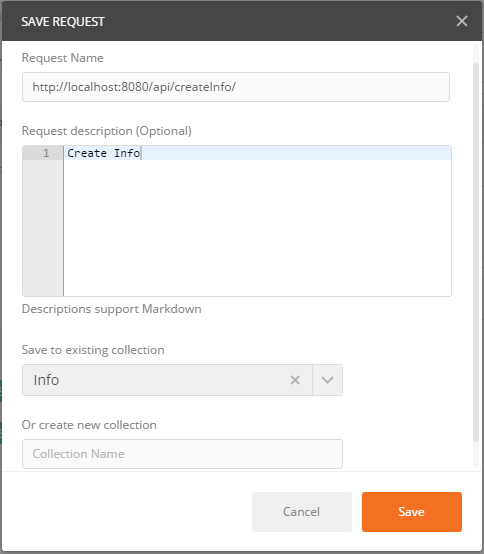 SAVE REQUEST
Request Name
http://localhost:8080/api/createInfo/
Request description (Optional)
1 Create Info
Descriptions support Markdown
Save to existing collection
Info
Or create new collection
Collection Name
Cancel Save